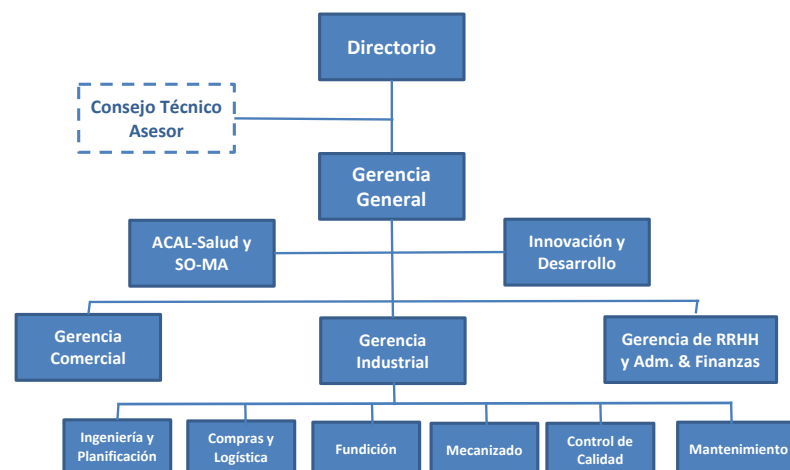 Directorio
Consejo Técnico
Asesor
Gerencia
General
ACAL-Salud y
SO-MA
Innovación y
Desarrollo
Gerencia
Comercial
Gerencia
Industrial
Gerencia de RRHH
y Adm. & Finanzas
Ingeniería y
Planificación
Compras y
Logística
Fundición
Mecanizado
Control de
Calidad
Mantenimiento